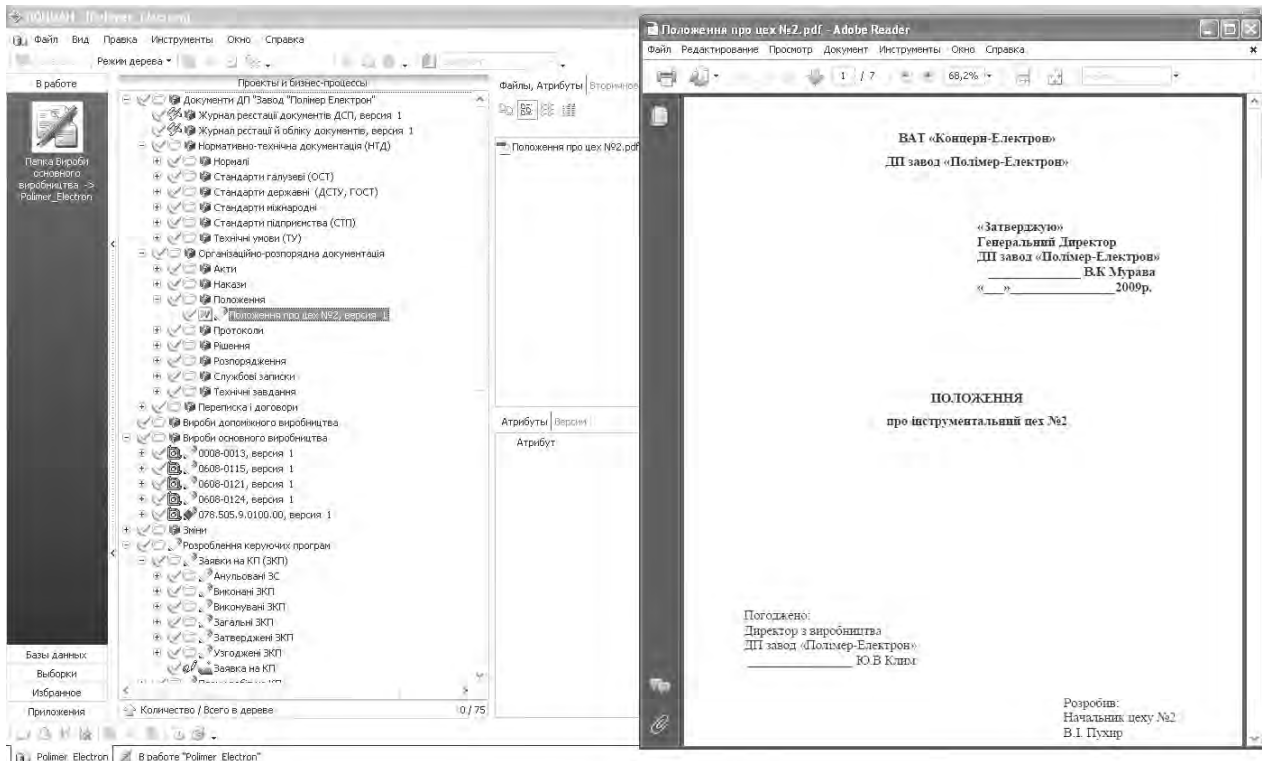 ЛОЦМАН
Файл Вид Правка Инструменты Окно Справка
Режим дерева
В работе
Папка Вироби
основного
виробництва ->
Polimer_Electron
Базы данных
Выборки
Избранное
Приложения
Проекты и бизнес-процессы
Документи ДП "Завод "Полімер Електрон"
Журнал реєстації документів ДСП, версия 1
Журнал рєстації й обліку документів, версия 1
Нормативно-технічна документація (НТД)
Нормалі
Стандарти галузеві (ОСТ)
Стандарти державні (ДСТУ, ГОСТ)
Стандарти міжнародні
Стандарти підприємства (СТП)
Технічні умови (ТУ)
Організаційно-розпорядна документація
Акти
Накази
Положення
Положення про цех №2, версия 1
Протоколи
Рішення
Розпорядження
Службові записки
Технічні завдання
Переписка і договори
Вироби допоміжного виробництва
Вироби основного виробництва
0008-0013, версия 1
0608-0115, версия 1
0608-0121, версия 1
0608-0124, версия 1
078.505.9.0100.00, версия 1
Зміни
Розроблення керуючих програм
Заявки на КП (ЗКП)
Анульовані ЗС
Виконані ЗКП
Виконувані ЗКП
Загальні ЗКП
Затверджені ЗКП
Узгоджені ЗКП
Заявка на КП
Количество / Всего в дереве 0 / 75
Файлы, Атрибуты
Положення про цех №2.pdf
Атрибуты Версии
Атрибут
Polimer_Electron В работе "Polimer_Electron"
Положення про цех №2.pdf - Adobe Reader
Файл Редактирование Просмотр Документ Инструменты Окно Справка
1 / 7 68,2%
ВАТ «Концерн-Електрон»
ДП завод «Полімер-Електрон»
«Затверджую»
Генеральний Директор
ДП завод «Полімер-Електрон»
______________ В.К Мурава
«___»________________2009р.
ПОЛОЖЕННЯ
про інструментальний цех №2
Погоджено:
Директор з виробництва
ДП завод «Полімер-Електрон»
________________ Ю.В Клим
Розробив:
Начальник цеху №2
В.І. Пухир